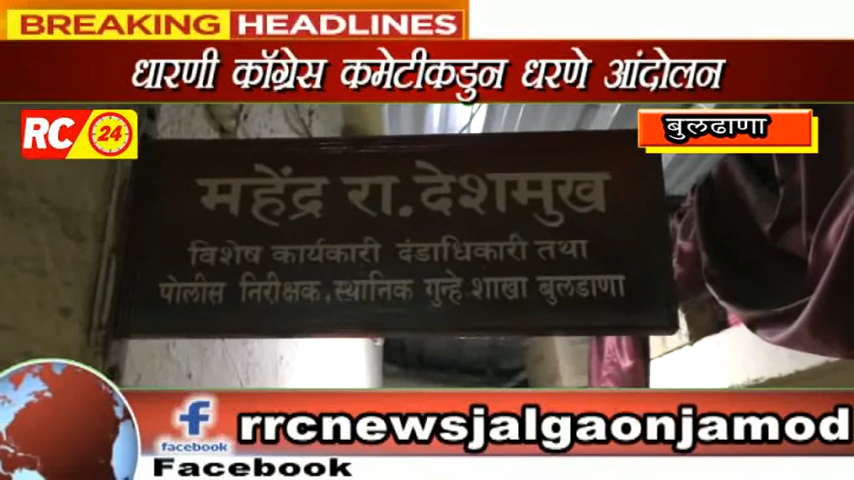 BREAKING HEADLINES
धारणी कॉग्रेस कमेटीकडुन धरणे आंदोलन
RC 24
बुलढाणा
महेंद्र रा. देशमुख
विशेष कार्यकारी दंडाधिकारी तथा
पोलीस निरीक्षक, स्थानिक गुन्हे शाखा बुलडाणा
facebook
rrcnewsjalgaonjamod
Facebook